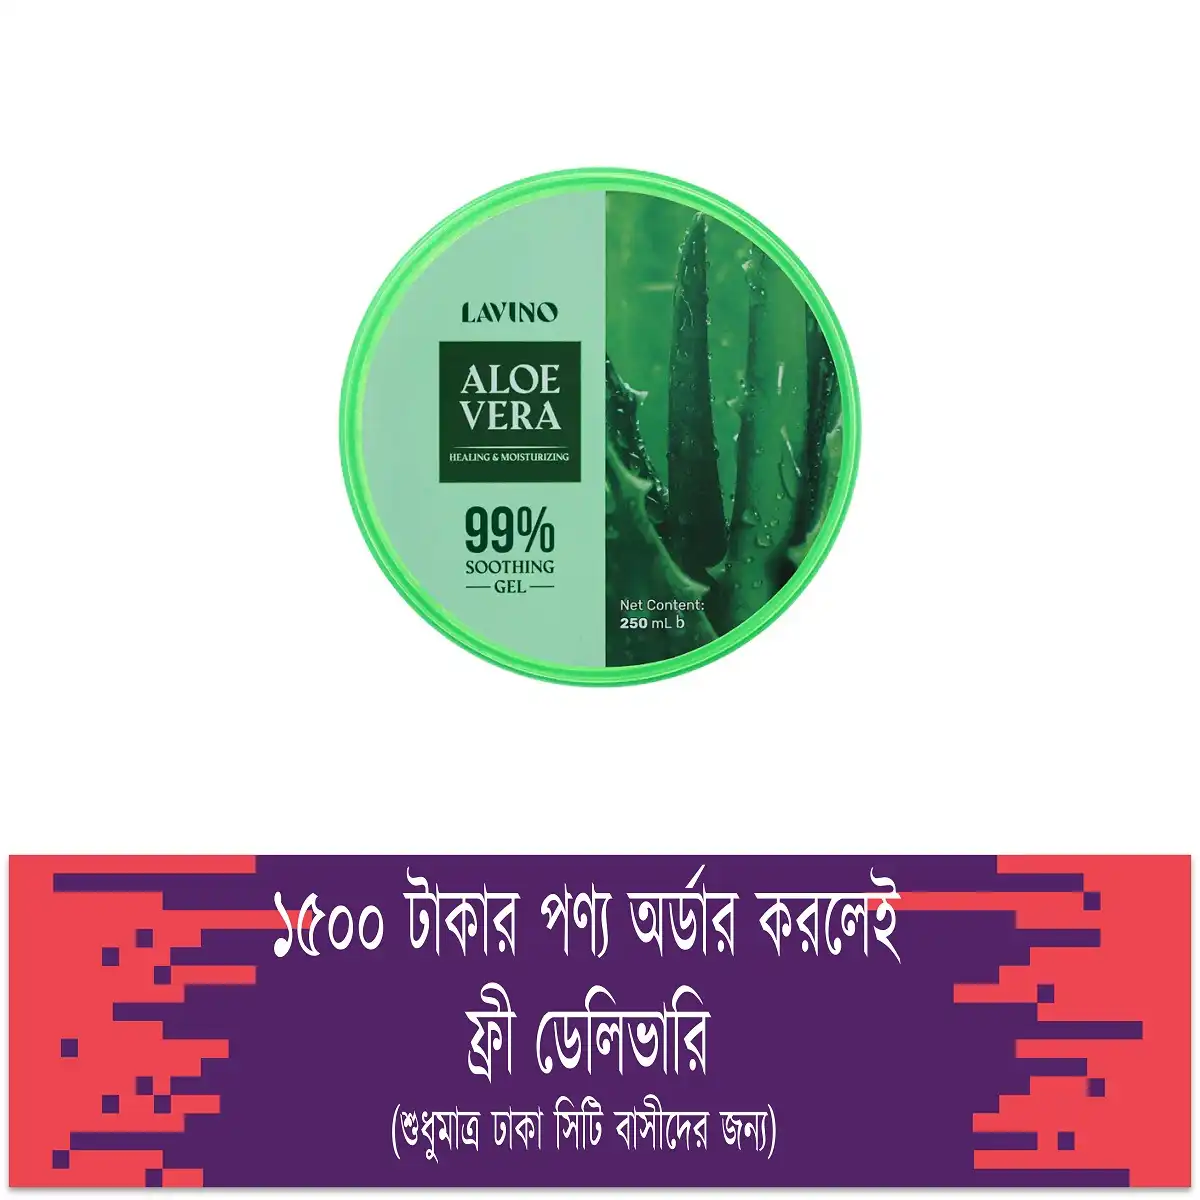 LAVINO
ALOE
VERA
HEALING & MOISTURIZING
99%
SOOTHING
GEL
Net Content:
250 mL b
১৫০০ টাকার পণ্য অর্ডার করলেই
ফ্রী ডেলিভারি
(শুধুমাত্র ঢাকা সিটি বাসীদের জন্য)